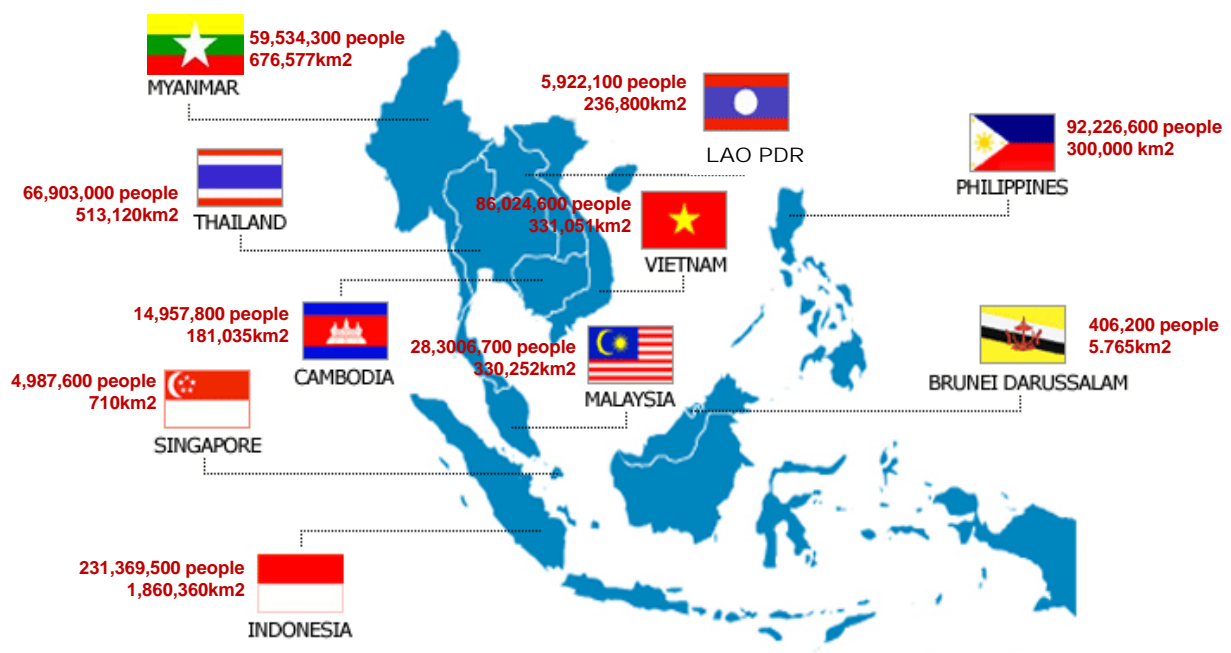 59,534,300 people
676,577km2
MYANMAR
5,922,100 people
236,800km2
LAO PDR
92,226,600 people
300,000 km2
PHILIPPINES
66,903,000 people
513,120km2
THAILAND
86,024,600 people
331,051km2
VIETNAM
14,957,800 people
181,035km2
CAMBODIA
28,3006,700 people
330,252km2
MALAYSIA
406,200 people
5.765km2
BRUNEI DARUSSALAM
4,987,600 people
710km2
SINGAPORE
231,369,500 people
1,860,360km2
INDONESIA